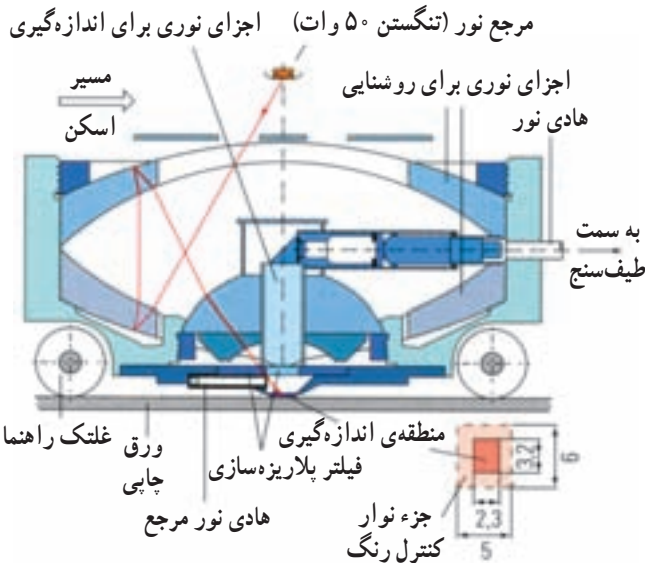 مرجع نور (تنگستن ۵۰ وات)
اجزای نوری برای اندازه‌گیری
اجزای نوری برای روشنایی
هادی نور
مسیر
اسکن
به سمت
طیف‌سنج
غلتک راهنما
ورق
چاپی
منطقه‌ی اندازه‌گیری
فیلتر پلاریزه‌سازی
هادی نور مرجع
جزء نوار
کنترل رنگ
3,2
6
2,3
5